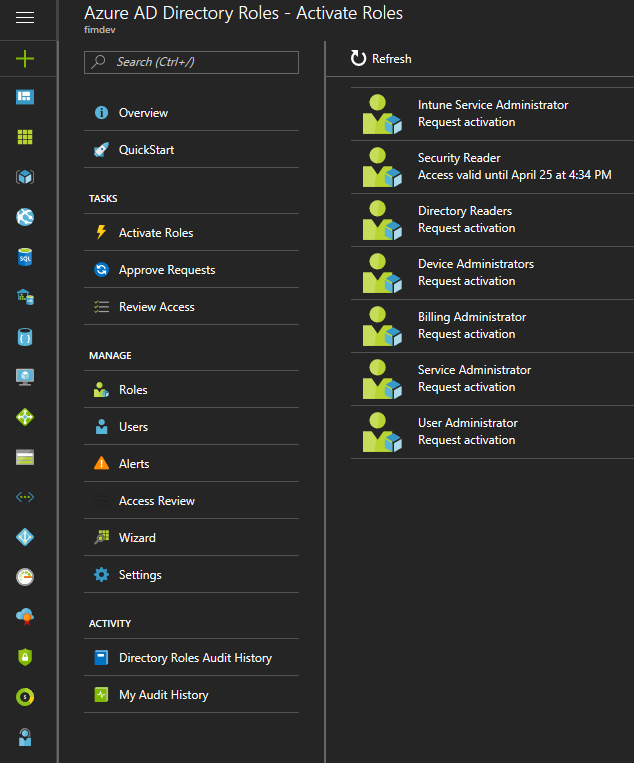 Azure AD Directory Roles - Activate Roles
fimdev
Search (Ctrl+/)
Overview
QuickStart
TASKS
Activate Roles
Approve Requests
Review Access
MANAGE
Roles
Users
Alerts
Access Review
Wizard
Settings
ACTIVITY
Directory Roles Audit History
My Audit History
Refresh
Intune Service Administrator
Request activation
Security Reader
Access valid until April 25 at 4:34 PM
Directory Readers
Request activation
Device Administrators
Request activation
Billing Administrator
Request activation
Service Administrator
Request activation
User Administrator
Request activation
SQL